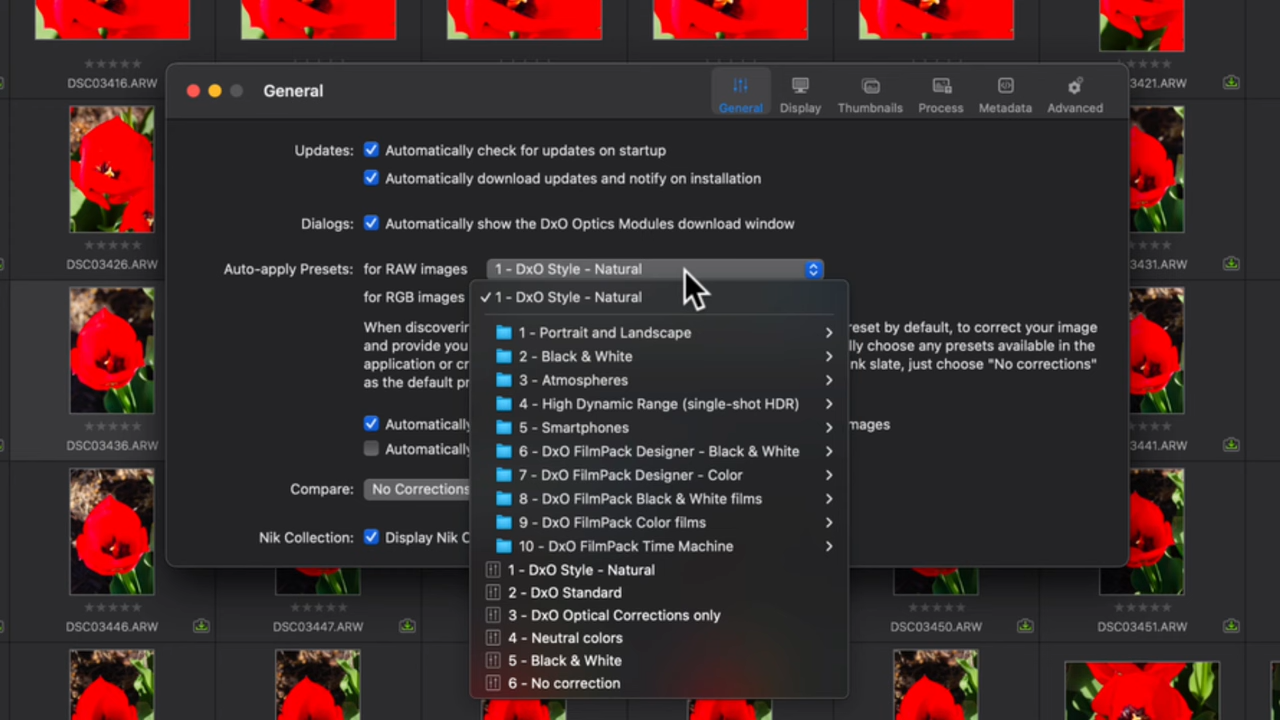 DSC03416.ARW
3421.ARW
General
General
Display
Thumbnails
Process
Metadata
Advanced
Updates:
Automatically check for updates on startup
Automatically download updates and notify on installation
Dialogs:
Automatically show the DxO Optics Modules download window
DSC03426.ARW
3431.ARW
Auto-apply Presets:
for RAW images
1 - DxO Style - Natural
for RGB images
✓ 1 - DxO Style - Natural
When discoverin
reset by default, to correct your image
and provide you
lly choose any presets available in the
application or cr
nk slate, just choose "No corrections"
as the default pr
1 - Portrait and Landscape
2 - Black & White
3 - Atmospheres
4 - High Dynamic Range (single-shot HDR)
5 - Smartphones
6 - DxO FilmPack Designer - Black & White
7 - DxO FilmPack Designer - Color
8 - DxO FilmPack Black & White films
9 - DxO FilmPack Color films
10 - DxO FilmPack Time Machine
1 - DxO Style - Natural
2 - DxO Standard
3 - DxO Optical Corrections only
4 - Neutral colors
5 - Black & White
6 - No correction
Automatically
mages
Automatically
DSC03436.ARW
3441.ARW
Compare:
No Corrections
Nik Collection:
Display Nik C
DSC03446.ARW
DSC03447.ARW
DSC03450.ARW
DSC03451.ARW